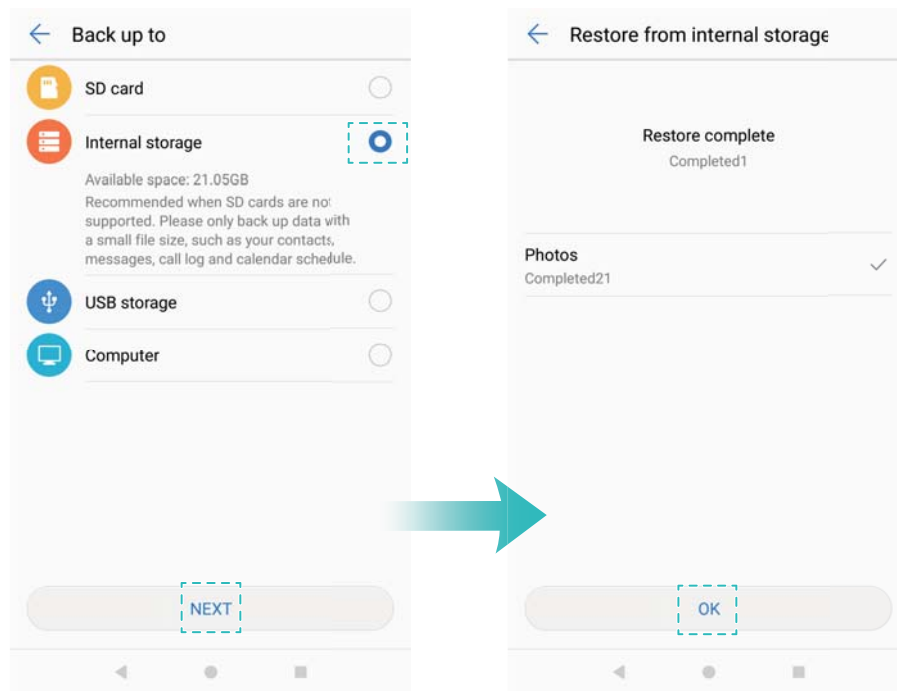 Back up to
SD card
Internal storage
Available space: 21.05GB
Recommended when SD cards are not
supported. Please only back up data with
a small file size, such as your contacts,
messages, call log and calendar schedule.
USB storage
Computer
NEXT
Restore from internal storage
Restore complete
Completed1
Photos
Completed21
OK